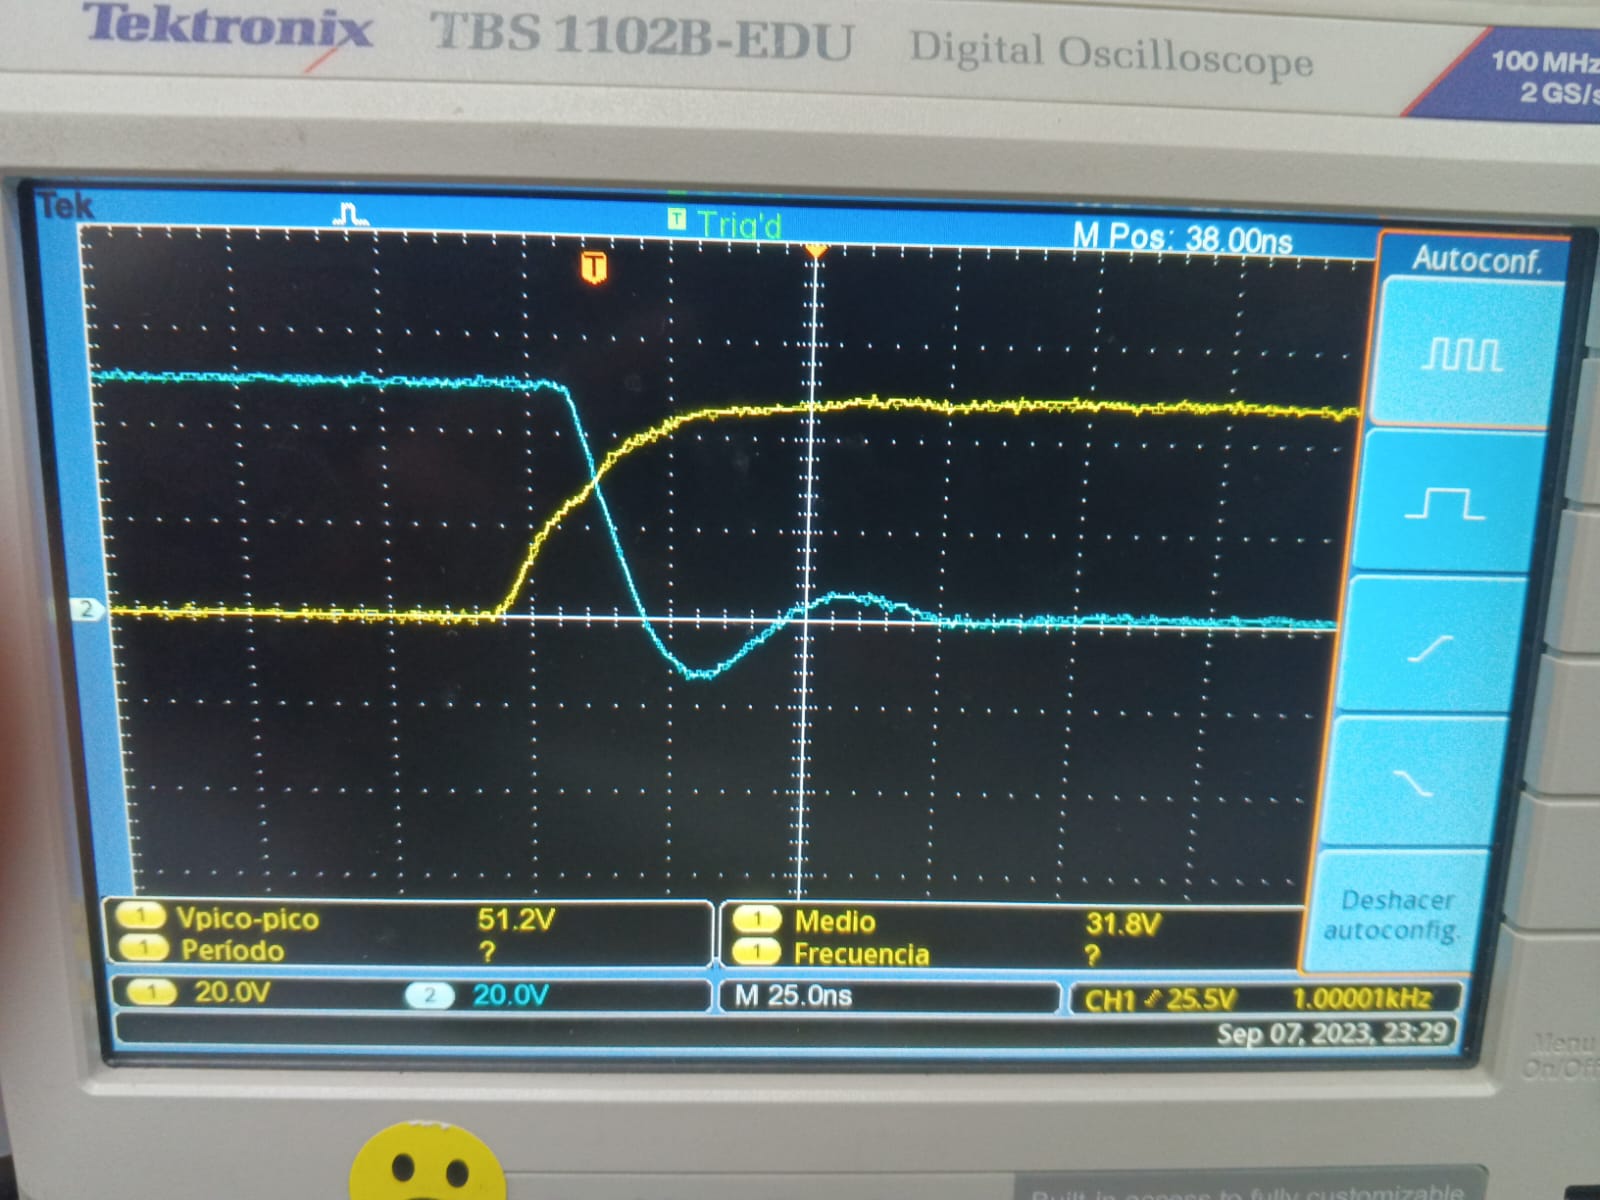 Tektronix TBS 1102B-EDU Digital Oscilloscope
100 MHz
2 GS/s
Tek
T Trig'd
M Pos: 38.00ns
T
Autoconf.
2
Deshacer
autoconfig.
1 Vpico-pico 51.2V
1 Período ?
1 Medio 31.8V
1 Frecuencia ?
1 20.0V 2 20.0V
M 25.0ns
CH1 25.5V 1.00001kHz
Sep 07, 2023, 23:29
Menu
On/Off
Built-in access to fully customizable